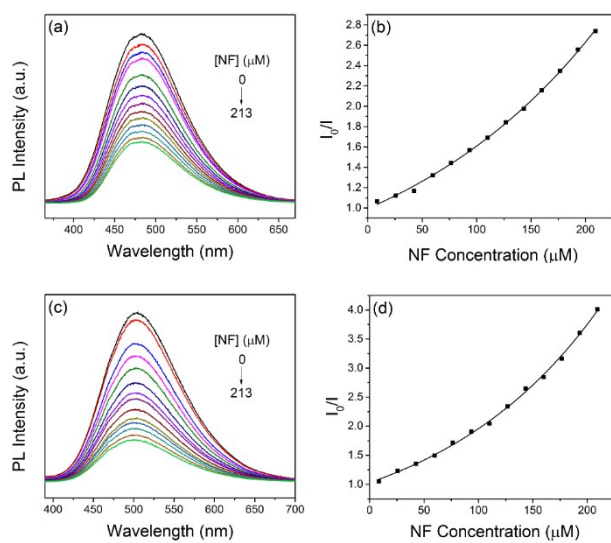 (a)
[NF] (μM)
0
213
PL Intensity (a.u.)
400 450 500 550 600 650
Wavelength (nm)
(b)
2.8
2.6
2.4
2.2
2.0
1.8
1.6
1.4
1.2
1.0
I₀/I
0 50 100 150 200
NF Concentration (μM)
(c)
[NF] (μM)
0
213
PL Intensity (a.u.)
400 450 500 550 600 650 700
Wavelength (nm)
(d)
4.0
3.5
3.0
2.5
2.0
1.5
1.0
I₀/I
0 50 100 150 200
NF Concentration (μM)